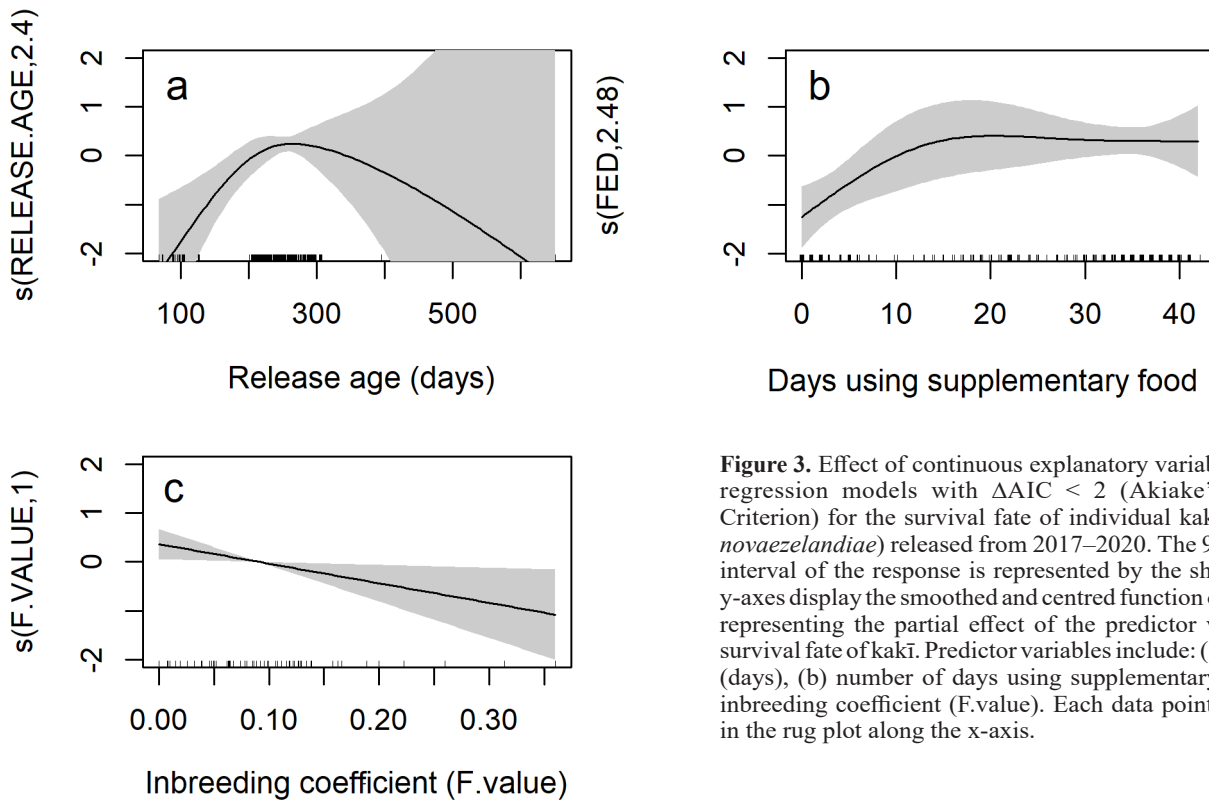 s(RELEASE.AGE,2.4)
2
1
0
-2
a
100
300
500
Release age (days)
s(FED,2.48)
2
1
0
-2
b
0
10
20
30
40
Days using supplementary food
s(F.VALUE,1)
2
1
0
-2
c
0.00
0.10
0.20
0.30
Inbreeding coefficient (F.value)
Figure 3. Effect of continuous explanatory variab
regression models with ΔAIC < 2 (Akiake'
Criterion) for the survival fate of individual kak
novaezelandiae) released from 2017–2020. The 9
interval of the response is represented by the sh
y-axes display the smoothed and centred function
representing the partial effect of the predictor v
survival fate of kakī. Predictor variables include: (
(days), (b) number of days using supplementary
inbreeding coefficient (F.value). Each data point
in the rug plot along the x-axis.